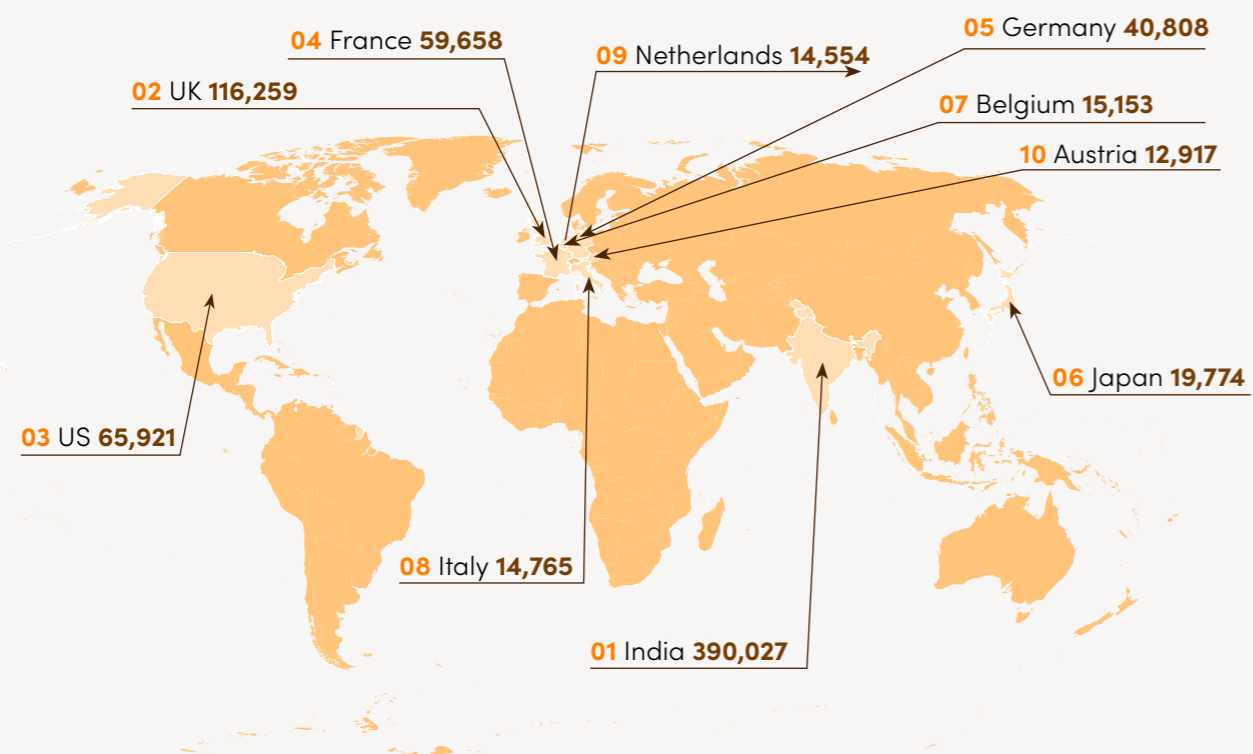 05 Germany 40,808
04 France 59,658
09 Netherlands 14,554
02 UK 116,259
07 Belgium 15,153
10 Austria 12,917
06 Japan 19,774
03 US 65,921
08 Italy 14,765
01 India 390,027